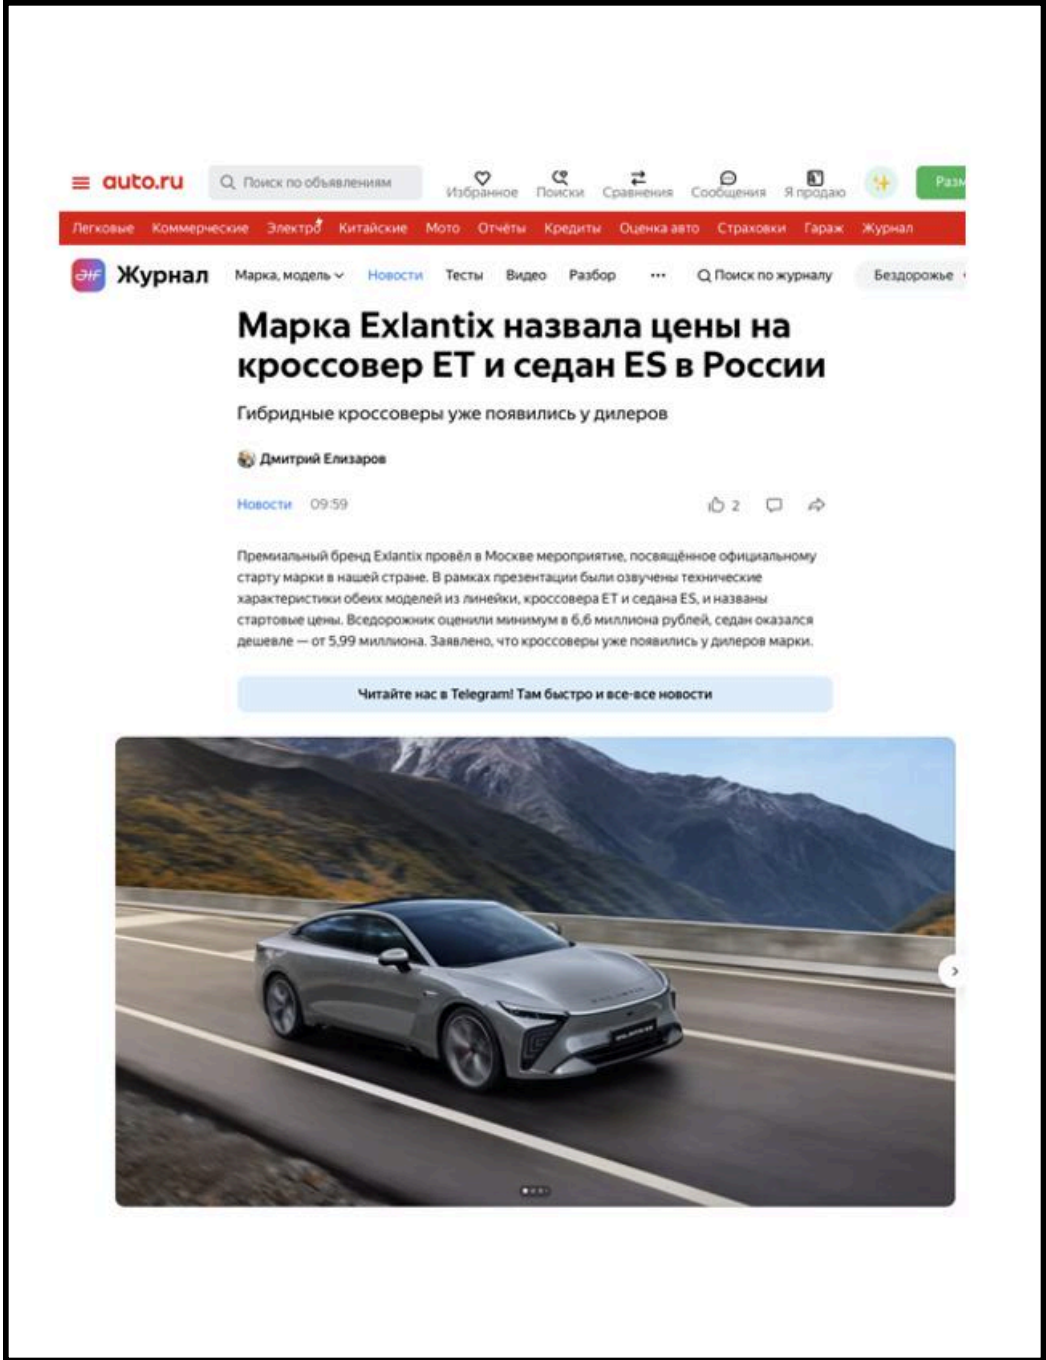 auto.ru
Поиск по объявлениям
Избранное
Поиски
Сравнения
Сообщения
Я продаю
Разм
Легковые Коммерческие Электро Китайские Мото Отчёты Кредиты Оценка авто Страховки Гараж Журнал
Журнал
Марка, модель Новости Тесты Видео Разбор ... Поиск по журналу Бездорожье
Марка Exlantix назвала цены на
кроссовер ET и седан ES в России
Гибридные кроссоверы уже появились у дилеров
Дмитрий Елизаров
Новости 09:59 2
Премиальный бренд Exlantix провёл в Москве мероприятие, посвящённое официальному
старту марки в нашей стране. В рамках презентации были озвучены технические
характеристики обеих моделей из линейки, кроссовера ET и седана ES, и названы
стартовые цены. Вседорожник оценили минимум в 6,6 миллиона рублей, седан оказался
дешевле — от 5,99 миллиона. Заявлено, что кроссоверы уже появились у дилеров марки.
Читайте нас в Telegram! Там быстро и все-все новости